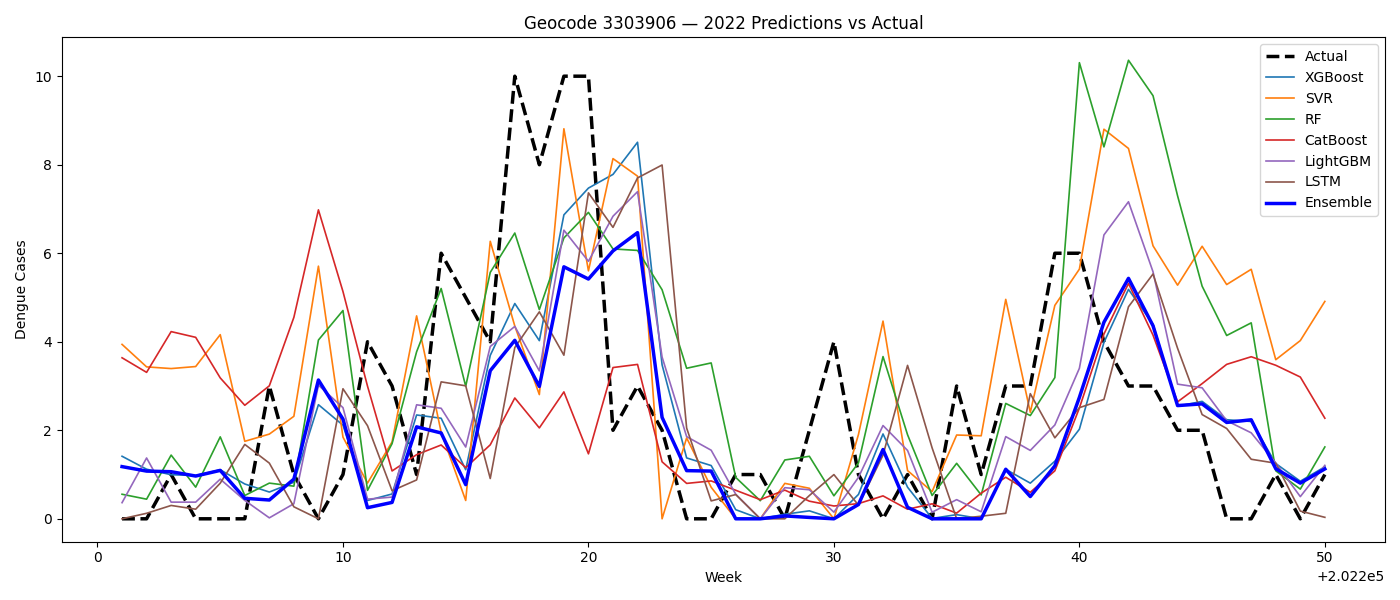 Geocode 3303906 — 2022 Predictions vs Actual
Dengue Cases
10
8
6
4
2
0
Actual
XGBoost
SVR
RF
CatBoost
LightGBM
LSTM
Ensemble
0 10 20 30 40 50
Week
+2.022e5